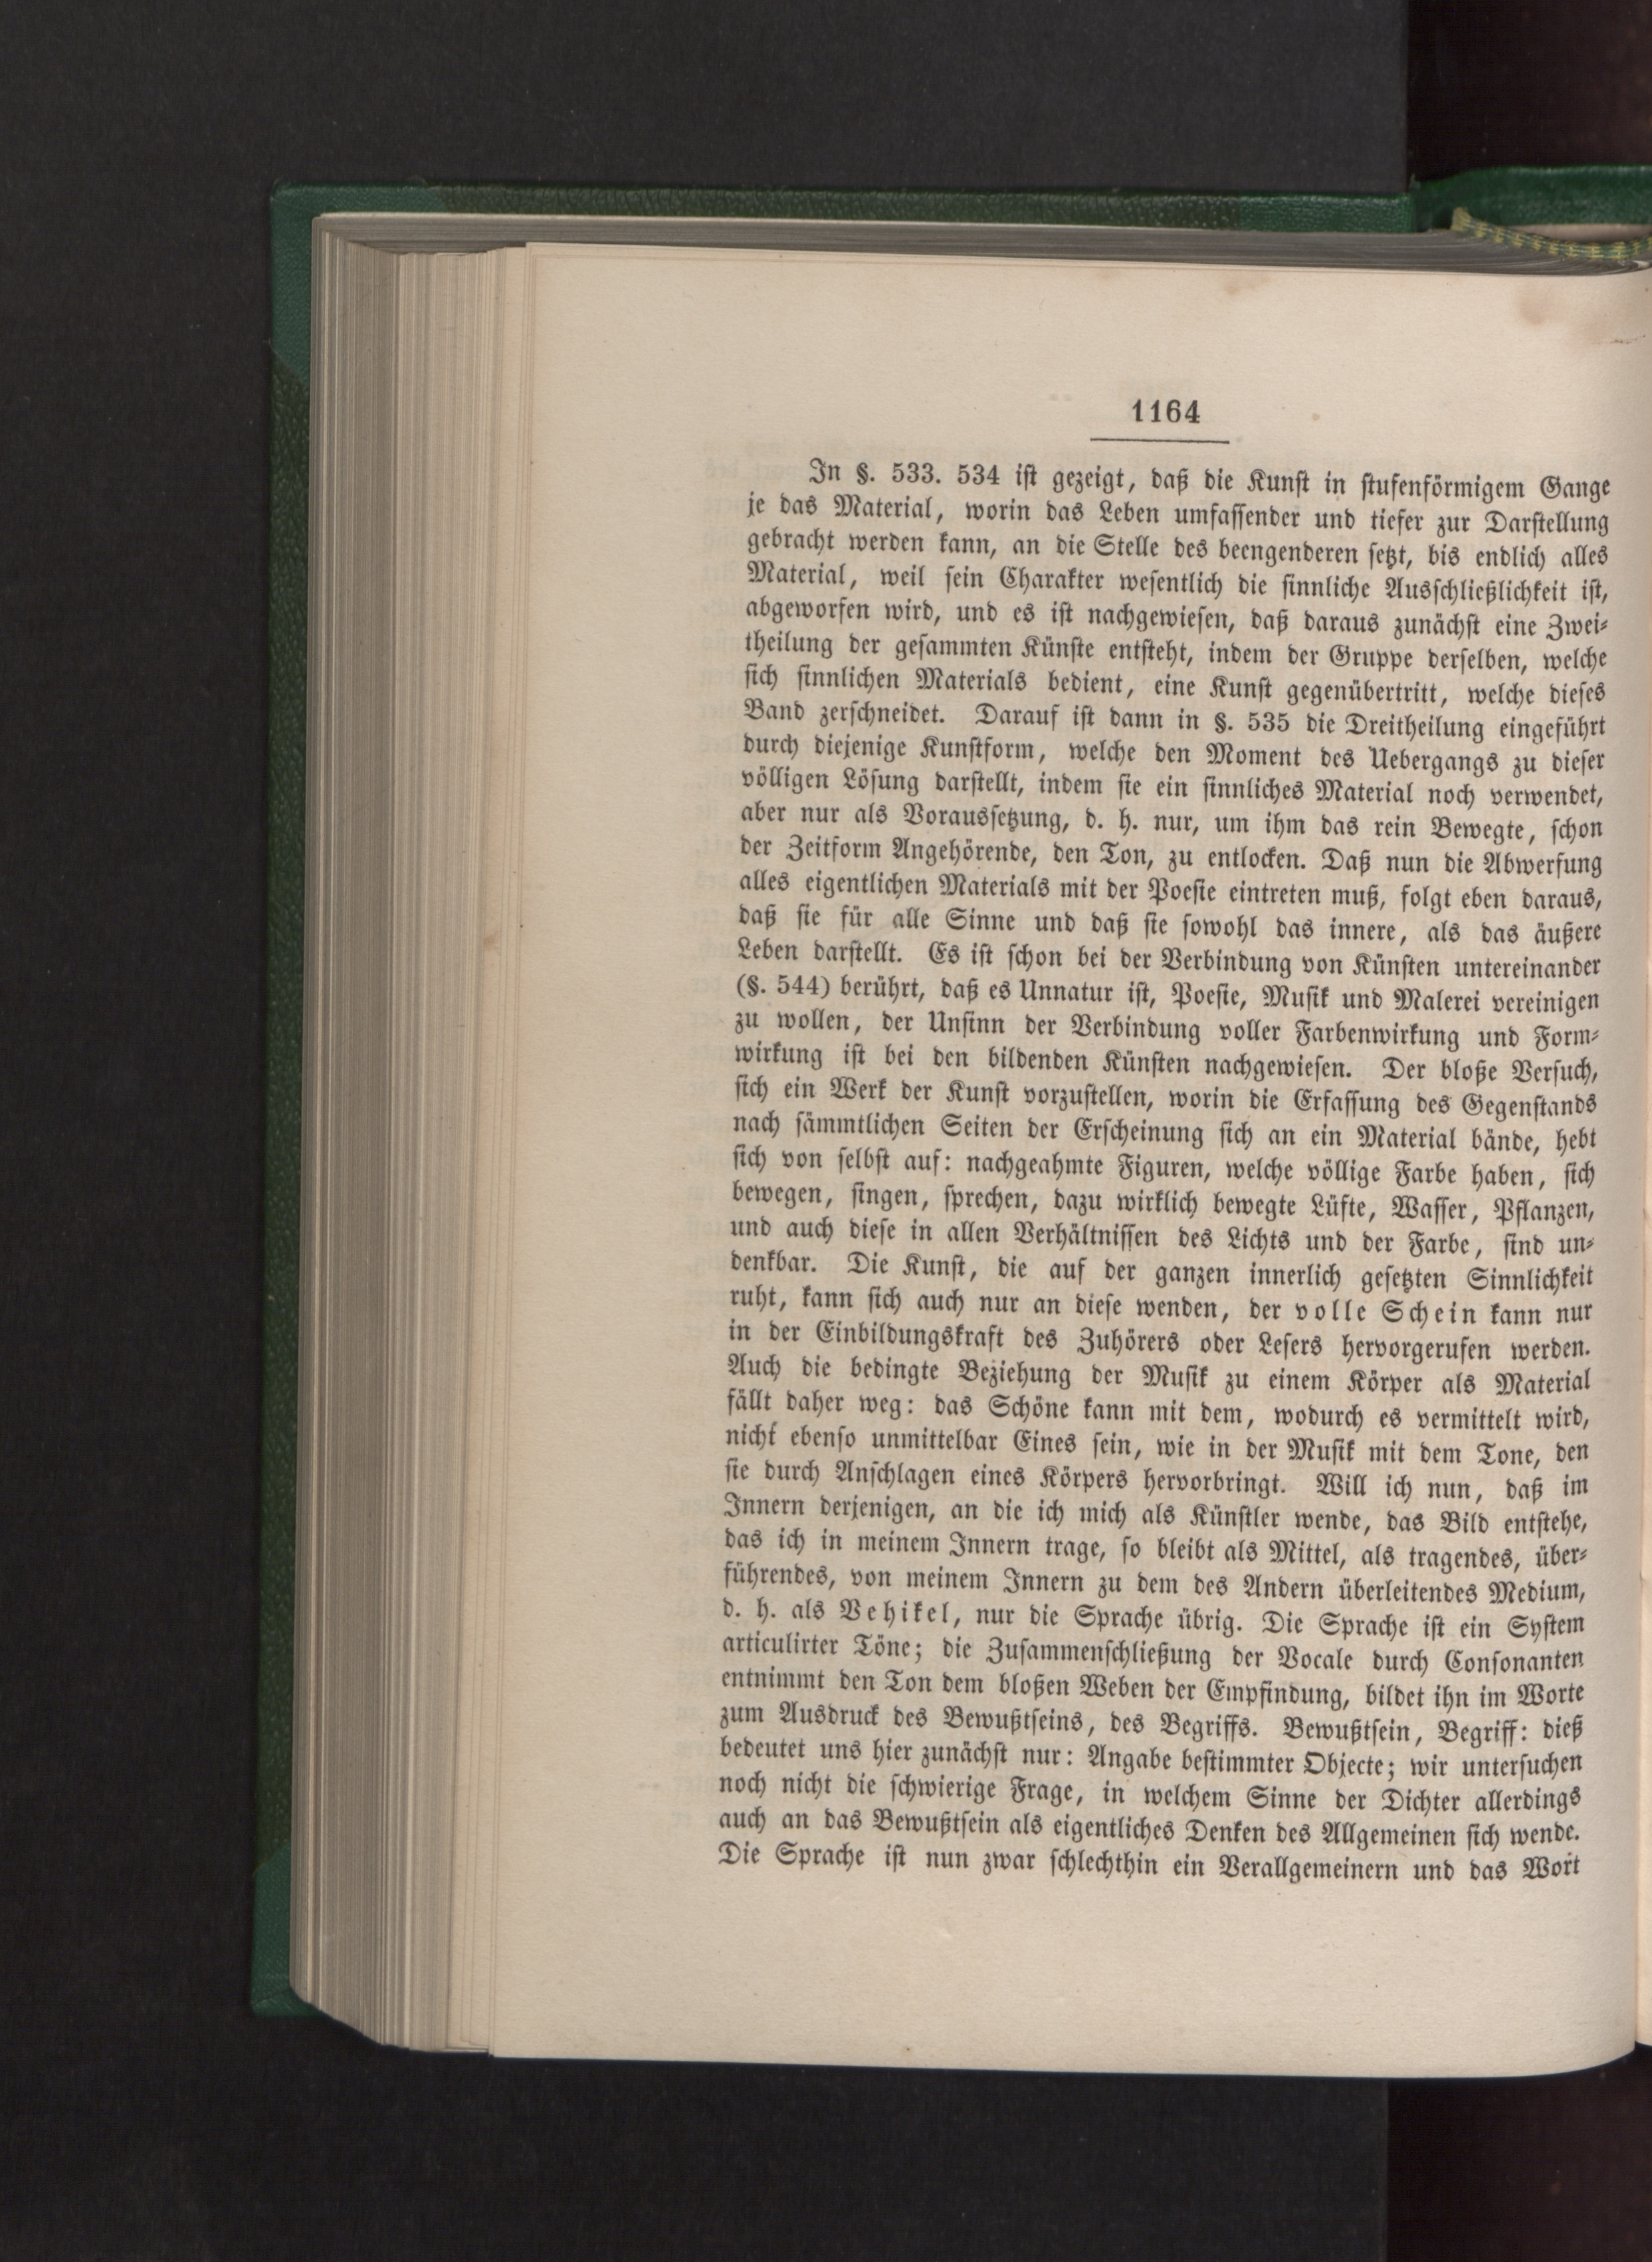 1164
In §. 533. 534 ist gezeigt, daß die Kunst in stufenförmigem Gange
je das Material, worin das Leben umfassender und tiefer zur Darstellung
gebracht werden kann, an die Stelle des beengenderen setzt, bis endlich alles
Material, weil sein Charakter wesentlich die sinnliche Ausschließlichkeit ist,
abgeworfen wird, und es ist nachgewiesen, daß daraus zunächst eine Zwei-
theilung der gesammten Künste entsteht, indem der Gruppe derselben, welche
sich sinnlichen Materials bedient, eine Kunst gegenübertritt, welche dieses
Band zerschneidet. Darauf ist dann in §. 535 die Dreitheilung eingeführt
durch diejenige Kunstform, welche den Moment des Uebergangs zu dieser
völligen Lösung darstellt, indem sie ein sinnliches Material noch verwendet,
aber nur als Voraussetzung, d. h. nur, um ihm das rein Bewegte, schon
der Zeitform Angehörende, den Ton, zu entlocken. Daß nun die Abwerfung
alles eigentlichen Materials mit der Poesie eintreten muß, folgt eben daraus,
daß sie für alle Sinne und daß sie sowohl das innere, als das äußere
Leben darstellt. Es ist schon bei der Verbindung von Künsten untereinander
(§. 544) berührt, daß es Unnatur ist, Poesie, Musik und Malerei vereinigen
zu wollen, der Unsinn der Verbindung voller Farbenwirkung und Form-
wirkung ist bei den bildenden Künsten nachgewiesen. Der bloße Versuch,
sich ein Werk der Kunst vorzustellen, worin die Erfassung des Gegenstands
nach sämmtlichen Seiten der Erscheinung sich an ein Material bände, hebt
sich von selbst auf: nachgeahmte Figuren, welche völlige Farbe haben, sich
bewegen, singen, sprechen, dazu wirklich bewegte Lüfte, Wasser, Pflanzen,
und auch diese in allen Verhältnissen des Lichts und der Farbe, sind un-
denkbar. Die Kunst, die auf der ganzen innerlich gesetzten Sinnlichkeit
ruht, kann sich auch nur an diese wenden, der volle Schein kann nur
in der Einbildungskraft des Zuhörers oder Lesers hervorgerufen werden.
Auch die bedingte Beziehung der Musik zu einem Körper als Material
fällt daher weg: das Schöne kann mit dem, wodurch es vermittelt wird,
nicht ebenso unmittelbar Eines sein, wie in der Musik mit dem Tone, den
sie durch Anschlagen eines Körpers hervorbringt. Will ich nun, daß im
Innern derjenigen, an die ich mich als Künstler wende, das Bild entstehe,
das ich in meinem Innern trage, so bleibt als Mittel, als tragendes, über-
führendes, von meinem Innern zu dem des Andern überleitendes Medium,
d. h. als Vehikel, nur die Sprache übrig. Die Sprache ist ein System
articulirter Töne; die Zusammenschließung der Vocale durch Consonanten
entnimmt den Ton dem bloßen Weben der Empfindung, bildet ihn im Worte
zum Ausdruck des Bewußtseins, des Begriffs. Bewußtsein, Begriff: dieß
bedeutet uns hier zunächst nur: Angabe bestimmter Objecte; wir untersuchen
noch nicht die schwierige Frage, in welchem Sinne der Dichter allerdings
auch an das Bewußtsein als eigentliches Denken des Allgemeinen sich wende.
Die Sprache ist nun zwar schlechthin ein Verallgemeinern und das Wort